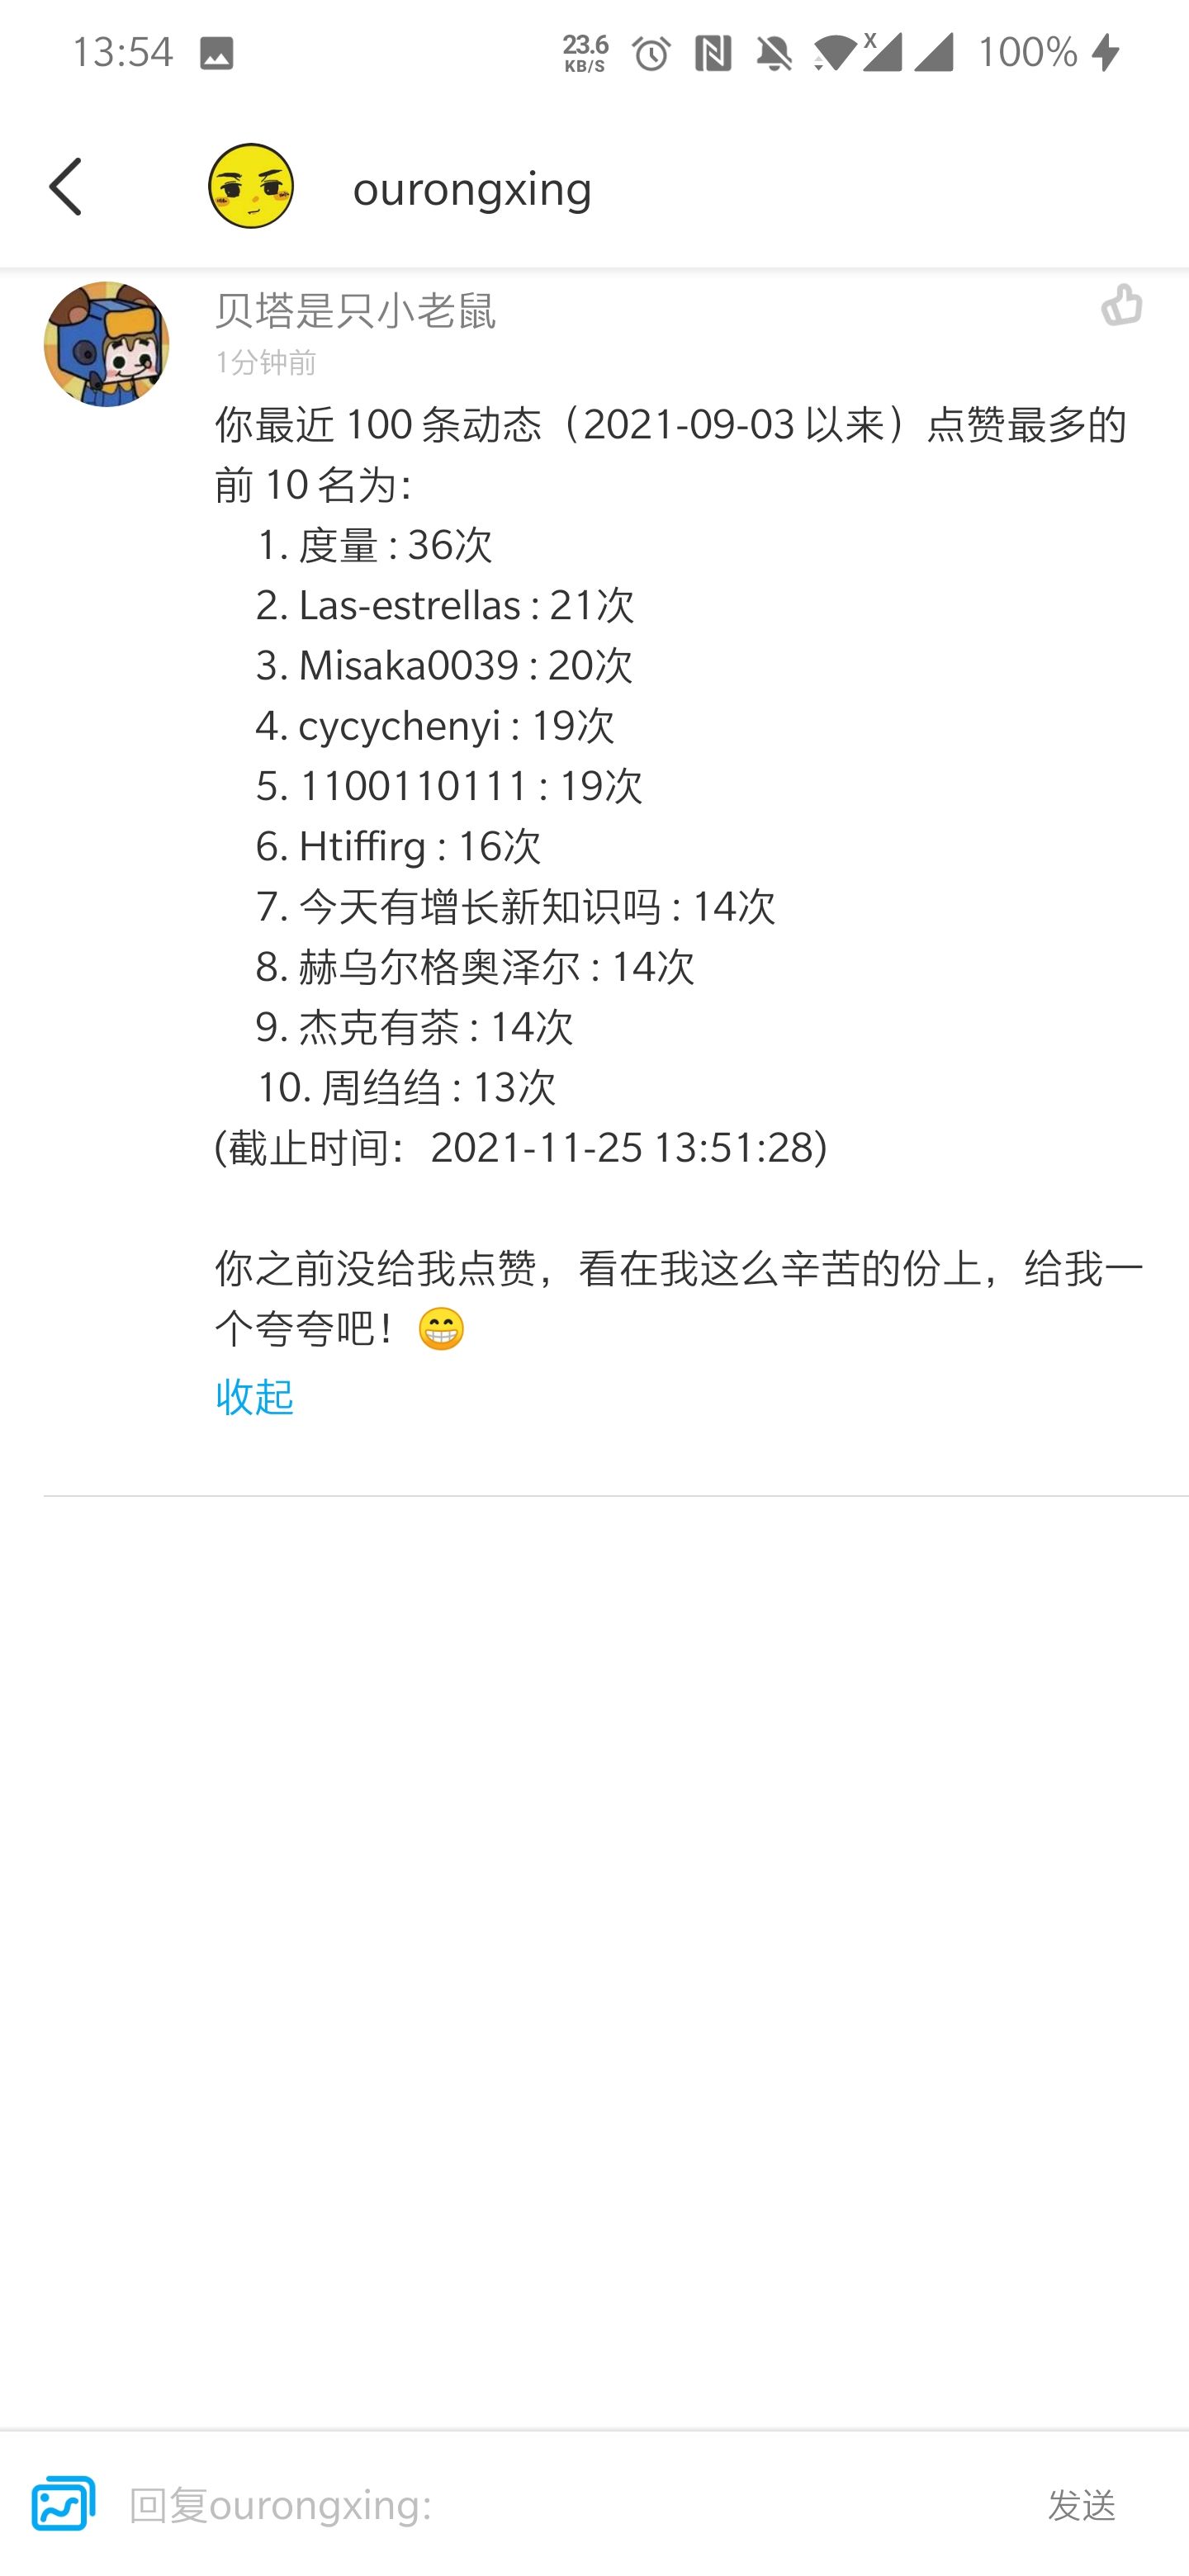 13:54
23.6
KB/S
100%
ourongxing
贝塔是只小老鼠
1分钟前
你最近 100 条动态（2021-09-03 以来）点赞最多的
前 10 名为：
1. 度量 : 36次
2. Las-estrellas : 21次
3. Misaka0039 : 20次
4. cycychenyi : 19次
5. 1100110111 : 19次
6. Htiffirg : 16次
7. 今天有增长新知识吗 : 14次
8. 赫乌尔格奥泽尔 : 14次
9. 杰克有茶 : 14次
10. 周绉绉 : 13次
(截止时间：2021-11-25 13:51:28)
你之前没给我点赞，看在我这么辛苦的份上，给我一
个夸夸吧！😁
收起
回复ourongxing:
发送